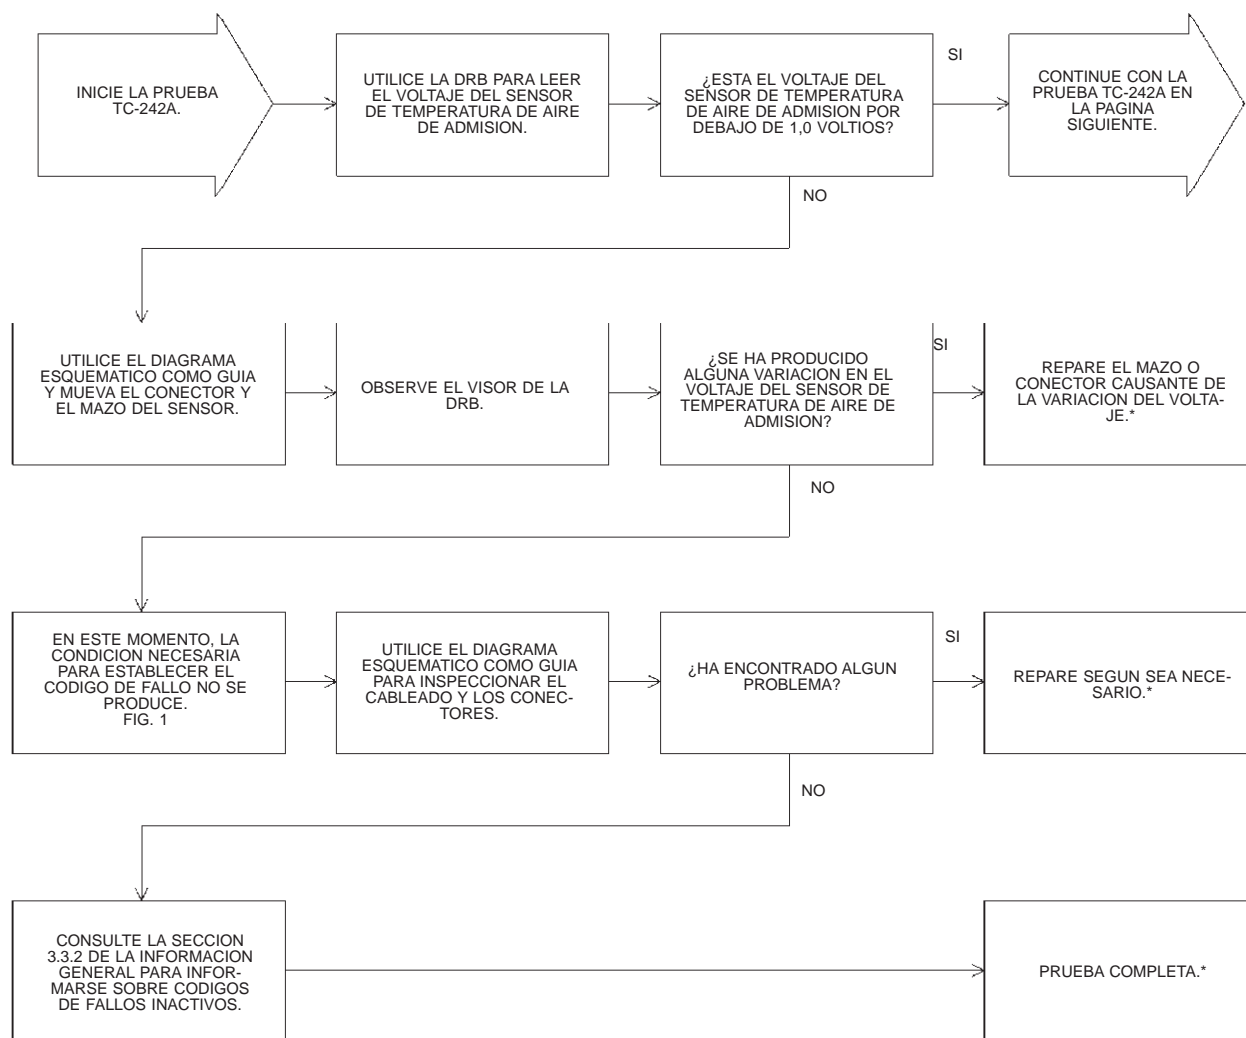 INICIE LA PRUEBA
TC-242A.
UTILICE LA DRB PARA LEER
EL VOLTAJE DEL SENSOR
DE TEMPERATURA DE AIRE
DE ADMISION.
¿ESTA EL VOLTAJE DEL
SENSOR DE TEMPERATURA
DE AIRE DE ADMISION POR
DEBAJO DE 1,0 VOLTIOS?
SI
CONTINUE CON LA
PRUEBA TC-242A EN
LA PAGINA
SIGUIENTE.
NO
UTILICE EL DIAGRAMA
ESQUEMATICO COMO GUIA
Y MUEVA EL CONECTOR Y
EL MAZO DEL SENSOR.
OBSERVE EL VISOR DE LA
DRB.
¿SE HA PRODUCIDO
ALGUNA VARIACION EN EL
VOLTAJE DEL SENSOR DE
TEMPERATURA DE AIRE DE
ADMISION?
SI
REPARE EL MAZO O
CONECTOR CAUSANTE DE
LA VARIACION DEL VOLTA-
JE.*
NO
EN ESTE MOMENTO, LA
CONDICION NECESARIA
PARA ESTABLECER EL
CODIGO DE FALLO NO SE
PRODUCE.
FIG. 1
UTILICE EL DIAGRAMA
ESQUEMATICO COMO GUIA
PARA INSPECCIONAR EL
CABLEADO Y LOS CONEC-
TORES.
¿HA ENCONTRADO ALGUN
PROBLEMA?
SI
REPARE SEGUN SEA NECE-
SARIO.*
NO
CONSULTE LA SECCION
3.3.2 DE LA INFORMACION
GENERAL PARA INFOR-
MARSE SOBRE CODIGOS
DE FALLOS INACTIVOS.
PRUEBA COMPLETA.*